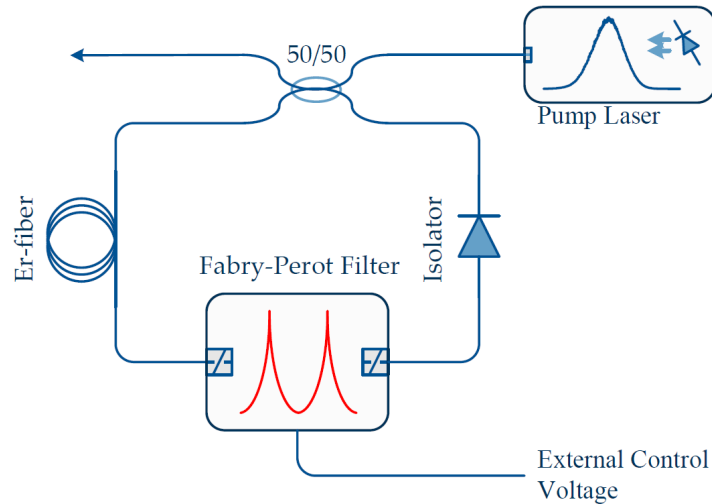 50/50
Pump Laser
Er-fiber
Isolator
Fabry-Perot Filter
External Control
Voltage